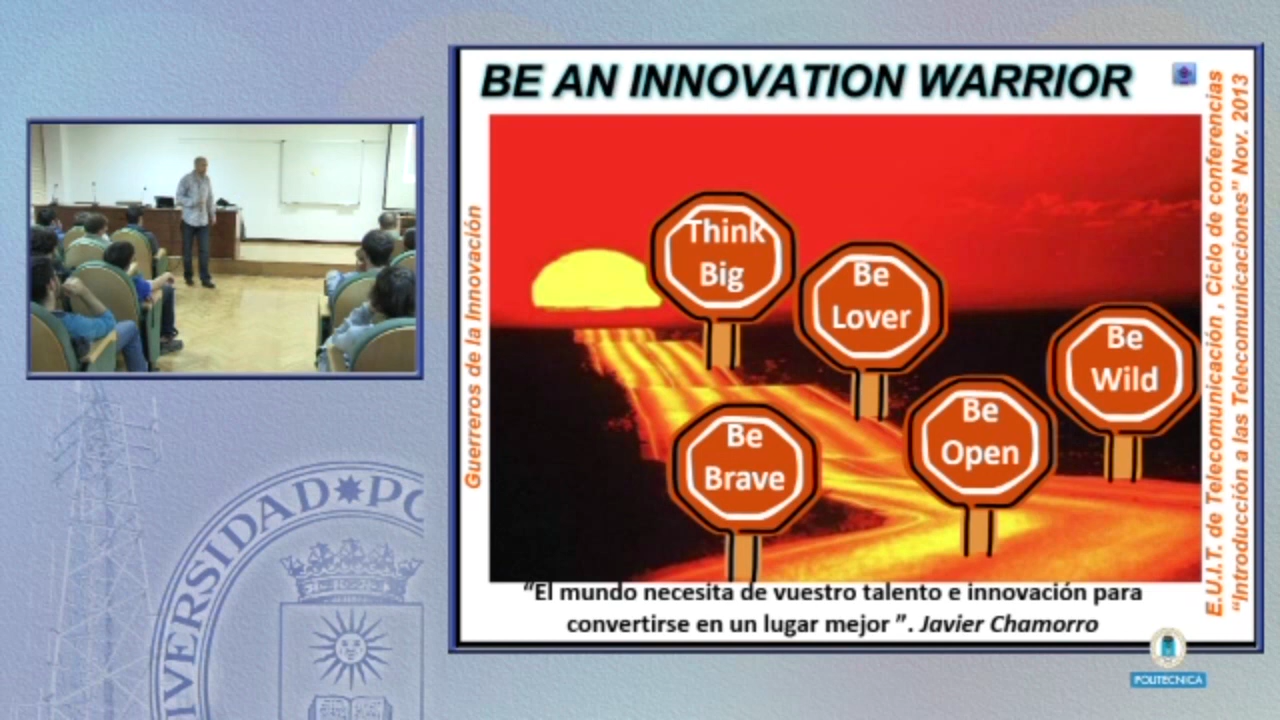 BE AN INNOVATION WARRIOR
Guerreros de la Innovación
Think
Big
Be
Lover
Be
Wild
Be
Open
Be
Brave
“El mundo necesita de vuestro talento e innovación para
convertirse en un lugar mejor ”. Javier Chamorro
E.U.I.T. de Telecomunicación , Ciclo de conferencias
“Introducción a las Telecomunicaciones" Nov. 2013
POLITÉCNICA